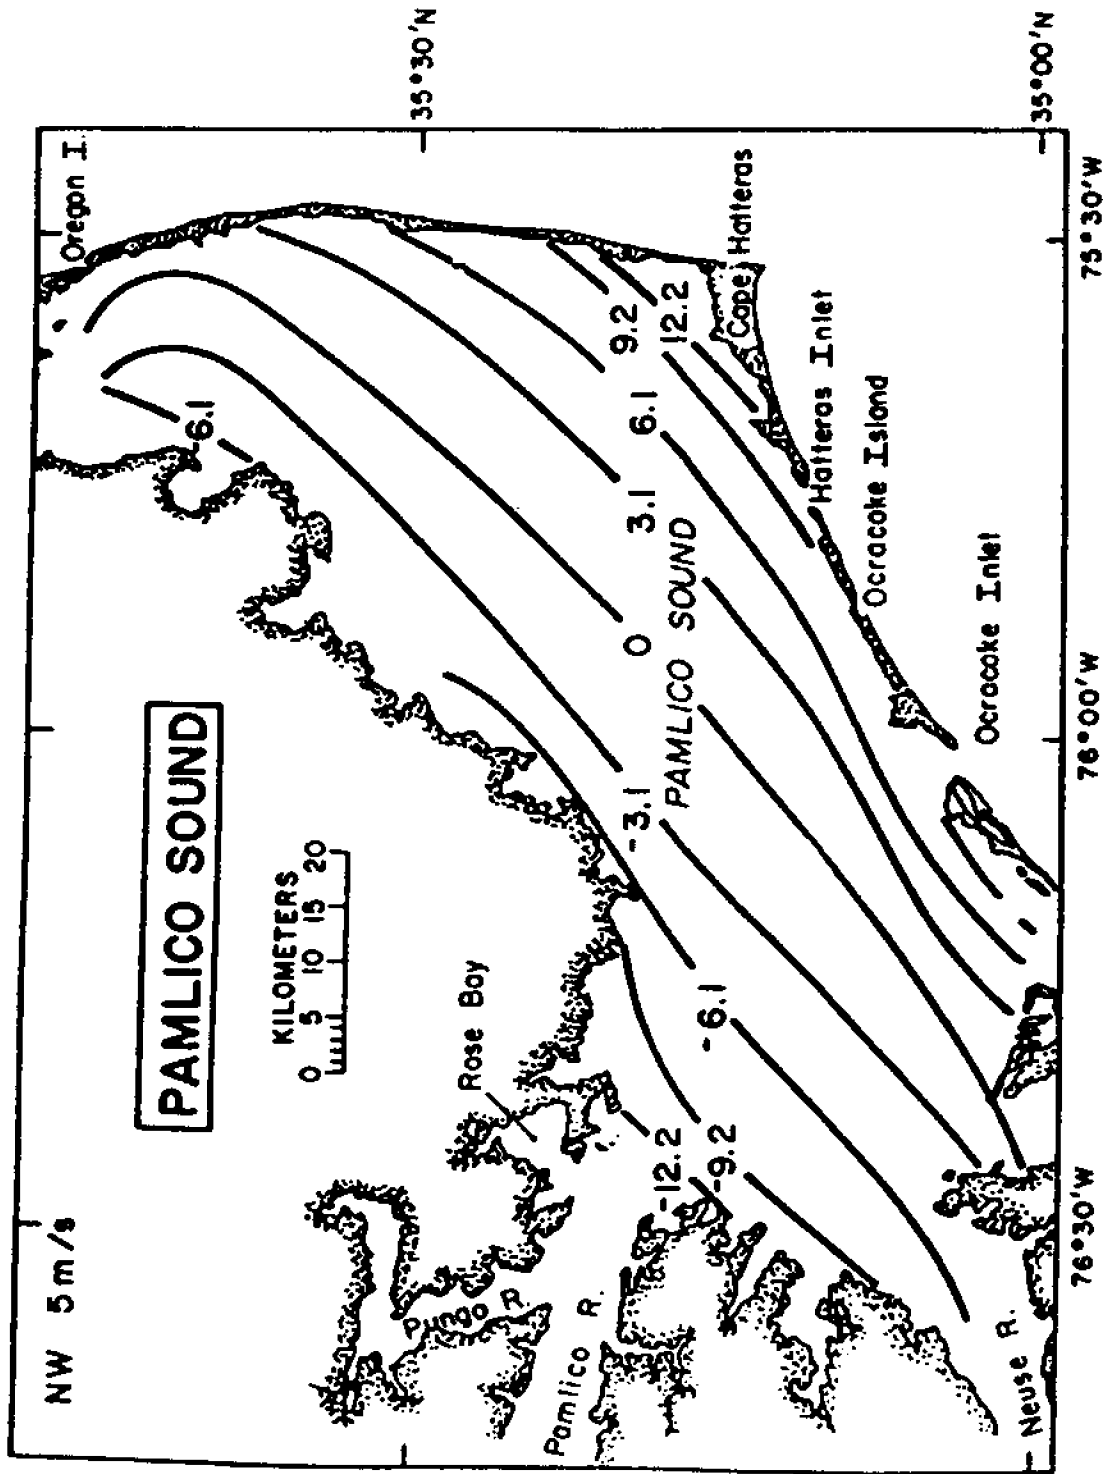 NW 5 m/s
PAMLICO SOUND
KILOMETERS
0 5 10 15 20
Oregon I.
35°30'N
35°00'N
75°30'W
76°00'W
76°30'W
Cape Hatteras
Hatteras Inlet
Ocracoke Island
Ocracoke Inlet
PAMLICO SOUND
Rose Bay
Pungo R.
Pamlico R.
Neuse R.
-6.1
9.2
12.2
6.1
3.1
0
-3.1
-6.1
-9.2
-12.2